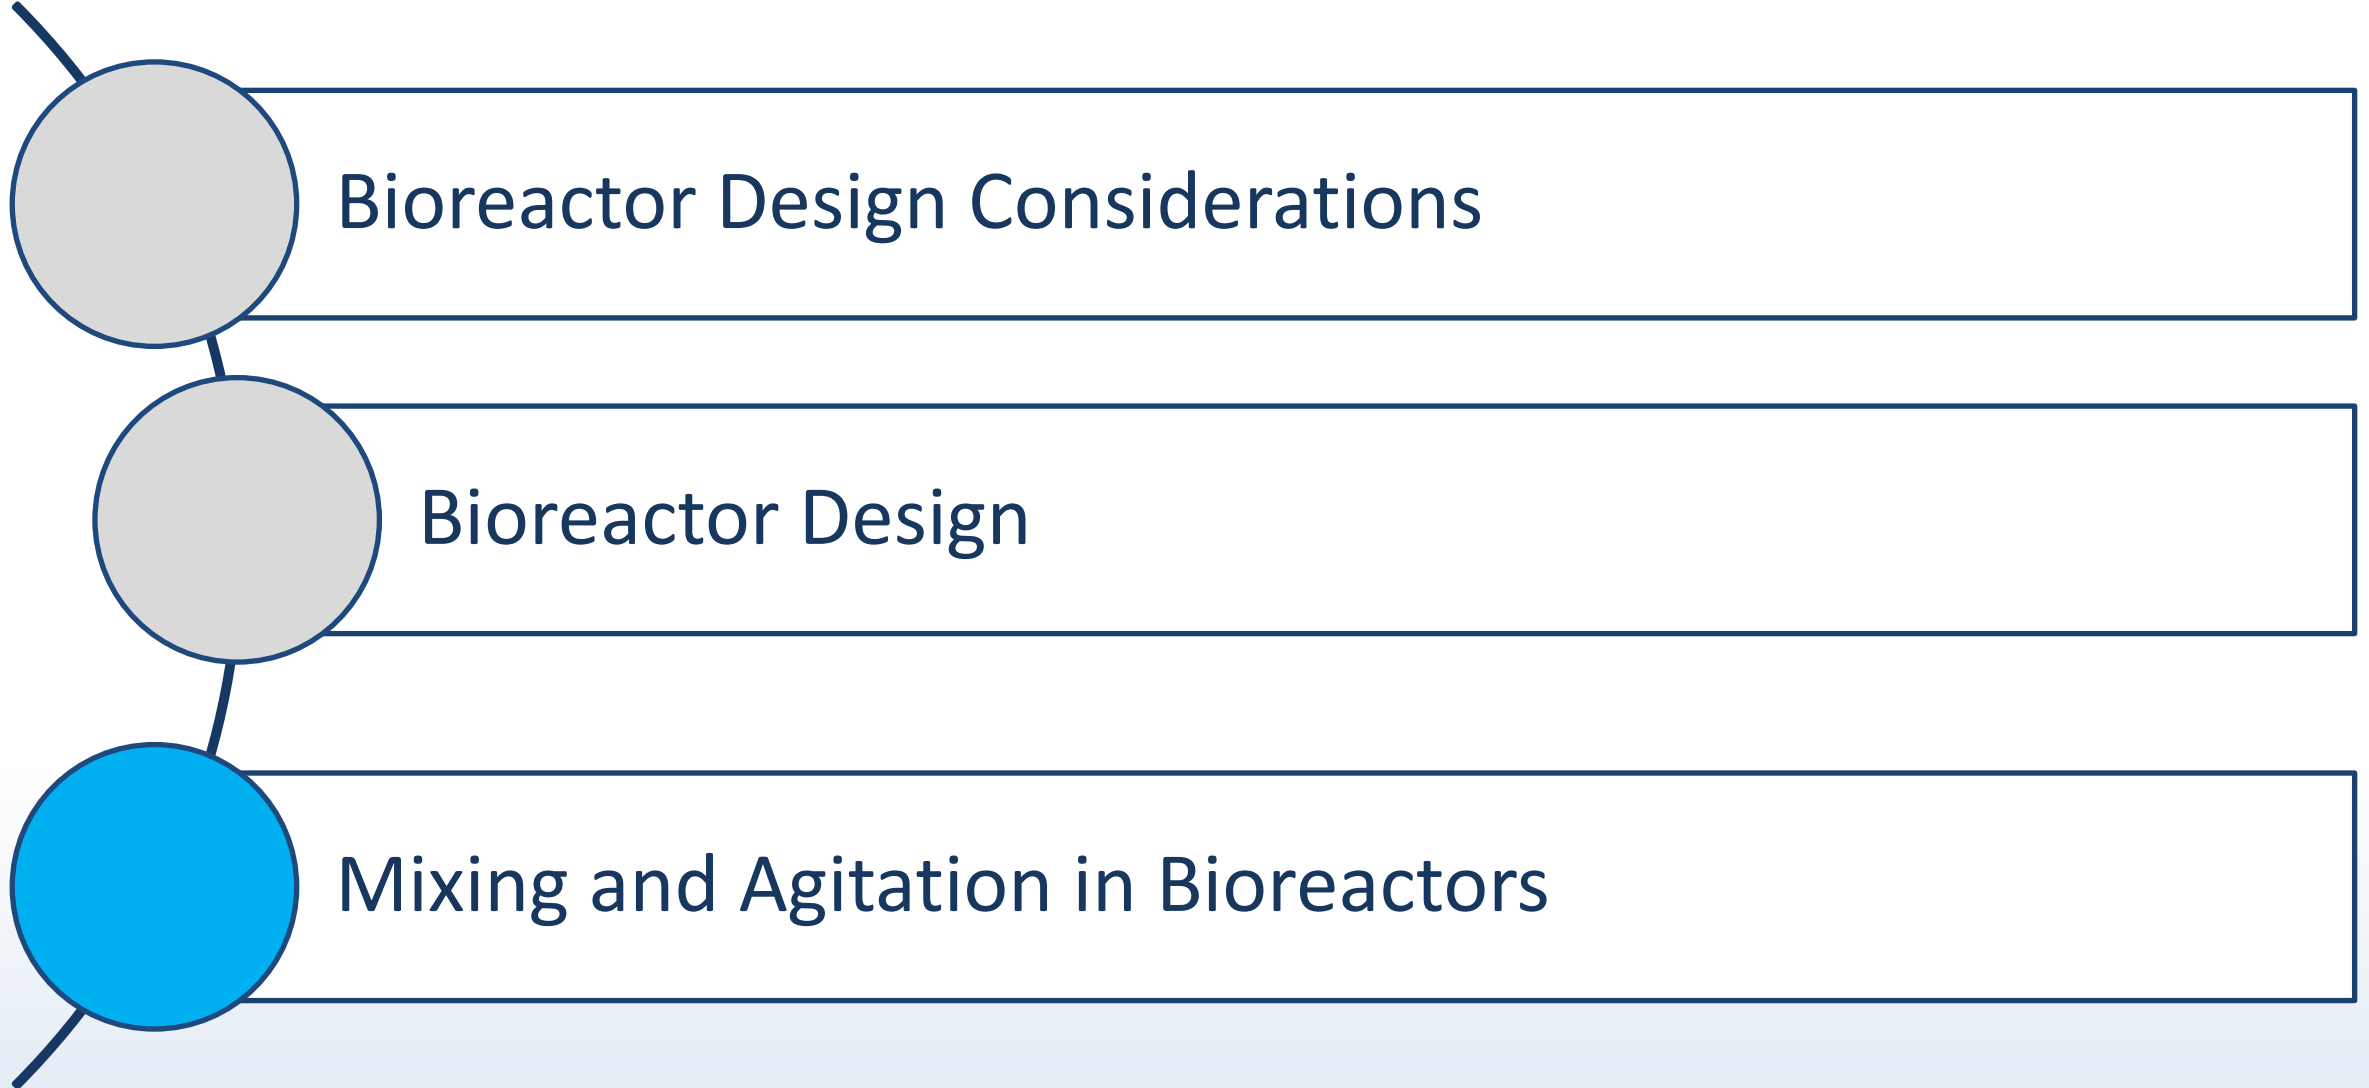 Bioreactor Design Considerations
Bioreactor Design
Mixing and Agitation in Bioreactors